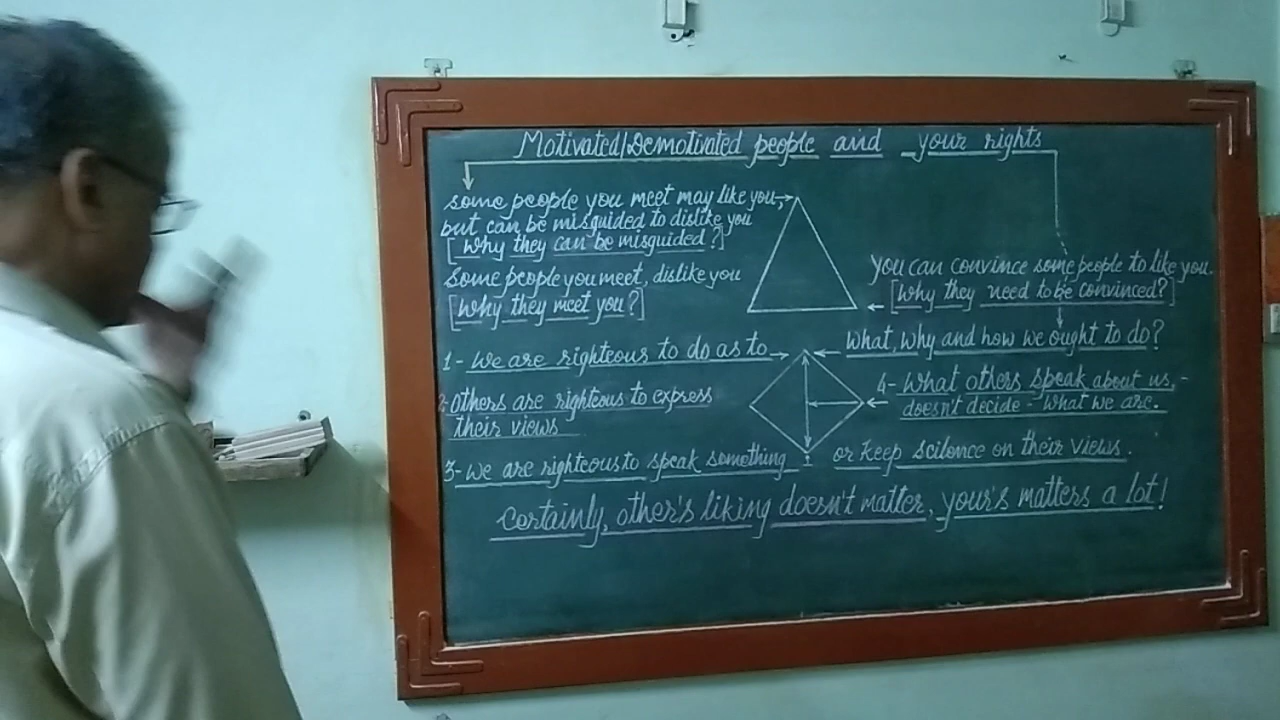 Motivated/Demotivated people and your rights
some people you meet may like you,
but can be misguided to dislike you
[why they can be misguided?]
Some people you meet, dislike you
[why they meet you?]
You can convince some people to like you.
[why they need to be convinced?]
What, why and how we ought to do?
1- we are righteous to do as to
2-Others are righteous to express
their views
4- What others speak about us,-
doesn't decide - what we are.
3-we are righteous to speak something or keep scilence on their views.
Certainly, other's liking doesn't matter, your's matters a lot!